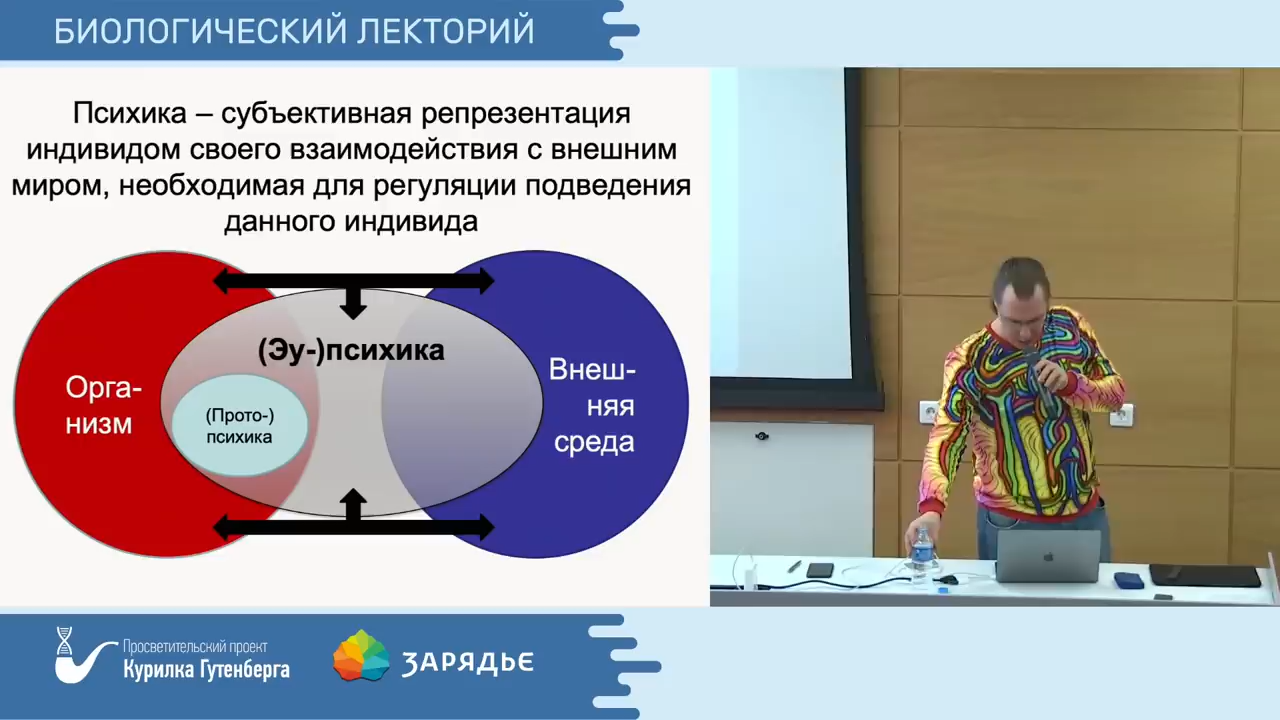 БИОЛОГИЧЕСКИЙ ЛЕКТОРИЙ
Психика – субъективная репрезентация
индивидом своего взаимодействия с внешним
миром, необходимая для регуляции подведения
данного индивида
(Эу-)психика
Орга-
низм
(Прото-)
психика
Внеш-
няя
среда
Просветительский проект
Курилка Гутенберга
ЗАРЯДЬЕ